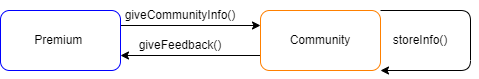 giveCommunityInfo()
Premium
Community
storeInfo()
giveFeedback()